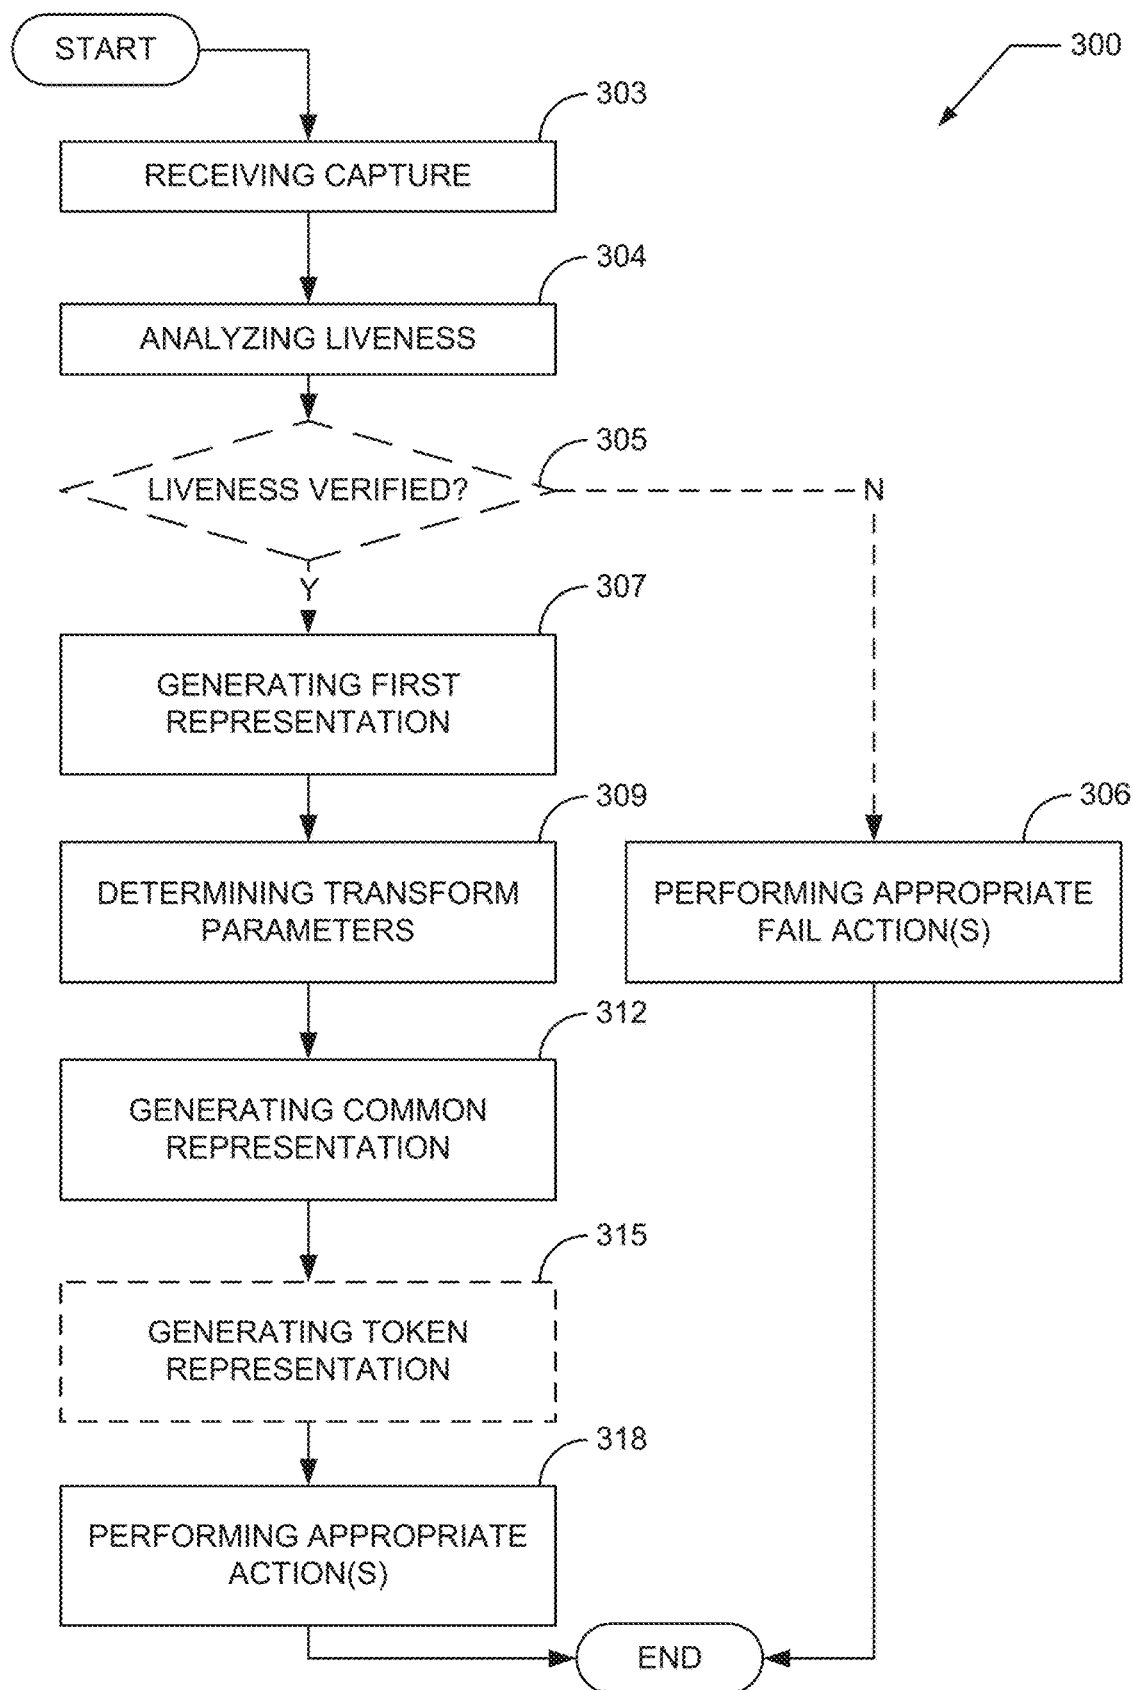 START
300
303
RECEIVING CAPTURE
304
ANALYZING LIVENESS
305
LIVENESS VERIFIED?
N
Y
307
GENERATING FIRST
REPRESENTATION
309
306
DETERMINING TRANSFORM
PARAMETERS
PERFORMING APPROPRIATE
FAIL ACTION(S)
312
GENERATING COMMON
REPRESENTATION
315
GENERATING TOKEN
REPRESENTATION
318
PERFORMING APPROPRIATE
ACTION(S)
END